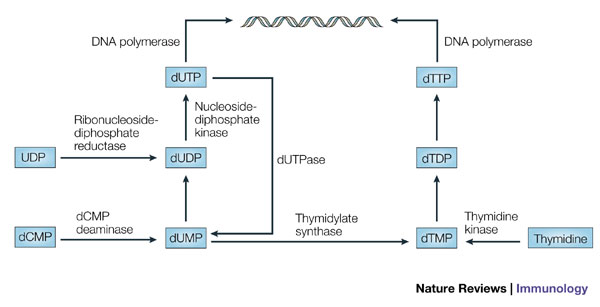 DNA polymerase
DNA polymerase
dUTP
dTTP
Ribonucleoside-
diphosphate
reductase
Nucleoside-
diphosphate
kinase
UDP
dUDP
dUTPase
dTDP
dCMP
deaminase
Thymidylate
synthase
Thymidine
kinase
dCMP
dUMP
dTMP
Thymidine
Nature Reviews | Immunology